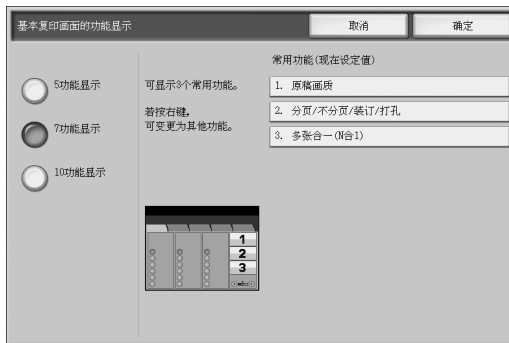 基本复印画面的功能显示
取消
确定
常用功能(现在设定值)
5功能显示
7功能显示
10功能显示
可显示3个常用功能。
若按右键,
可变更为其他功能。
1. 原稿画质
2. 分页/不分页/装订/打孔
3. 多张合一(N合1)
1
2
3